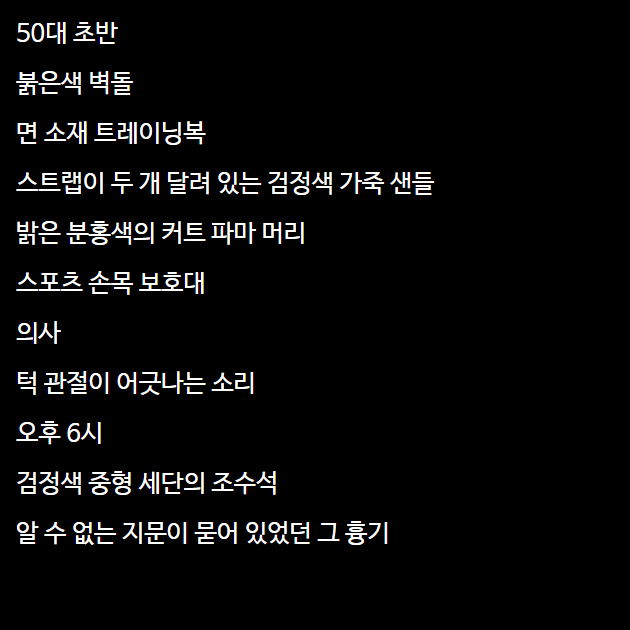 50대 초반
붉은색 벽돌
면 소재 트레이닝복
스트랩이 두 개 달려 있는 검정색 가죽 샌들
밝은 분홍색의 커트 파마 머리
스포츠 손목 보호대
의사
턱 관절이 어긋나는 소리
오후 6시
검정색 중형 세단의 조수석
알 수 없는 지문이 묻어 있었던 그 흉기